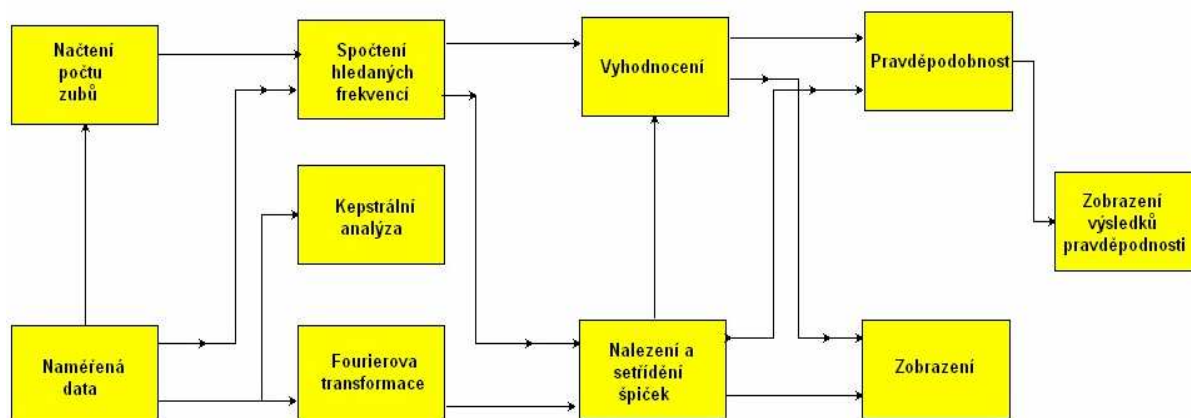 Načtení
počtu
zubů
Spočtení
hledaných
frekvencí
Vyhodnocení
Pravděpodobnost
Kepstrální
analýza
Zobrazení
výsledků
pravděpodnosti
Naměřená
data
Fourierova
transformace
Nalezení a
setřídění
špiček
Zobrazení